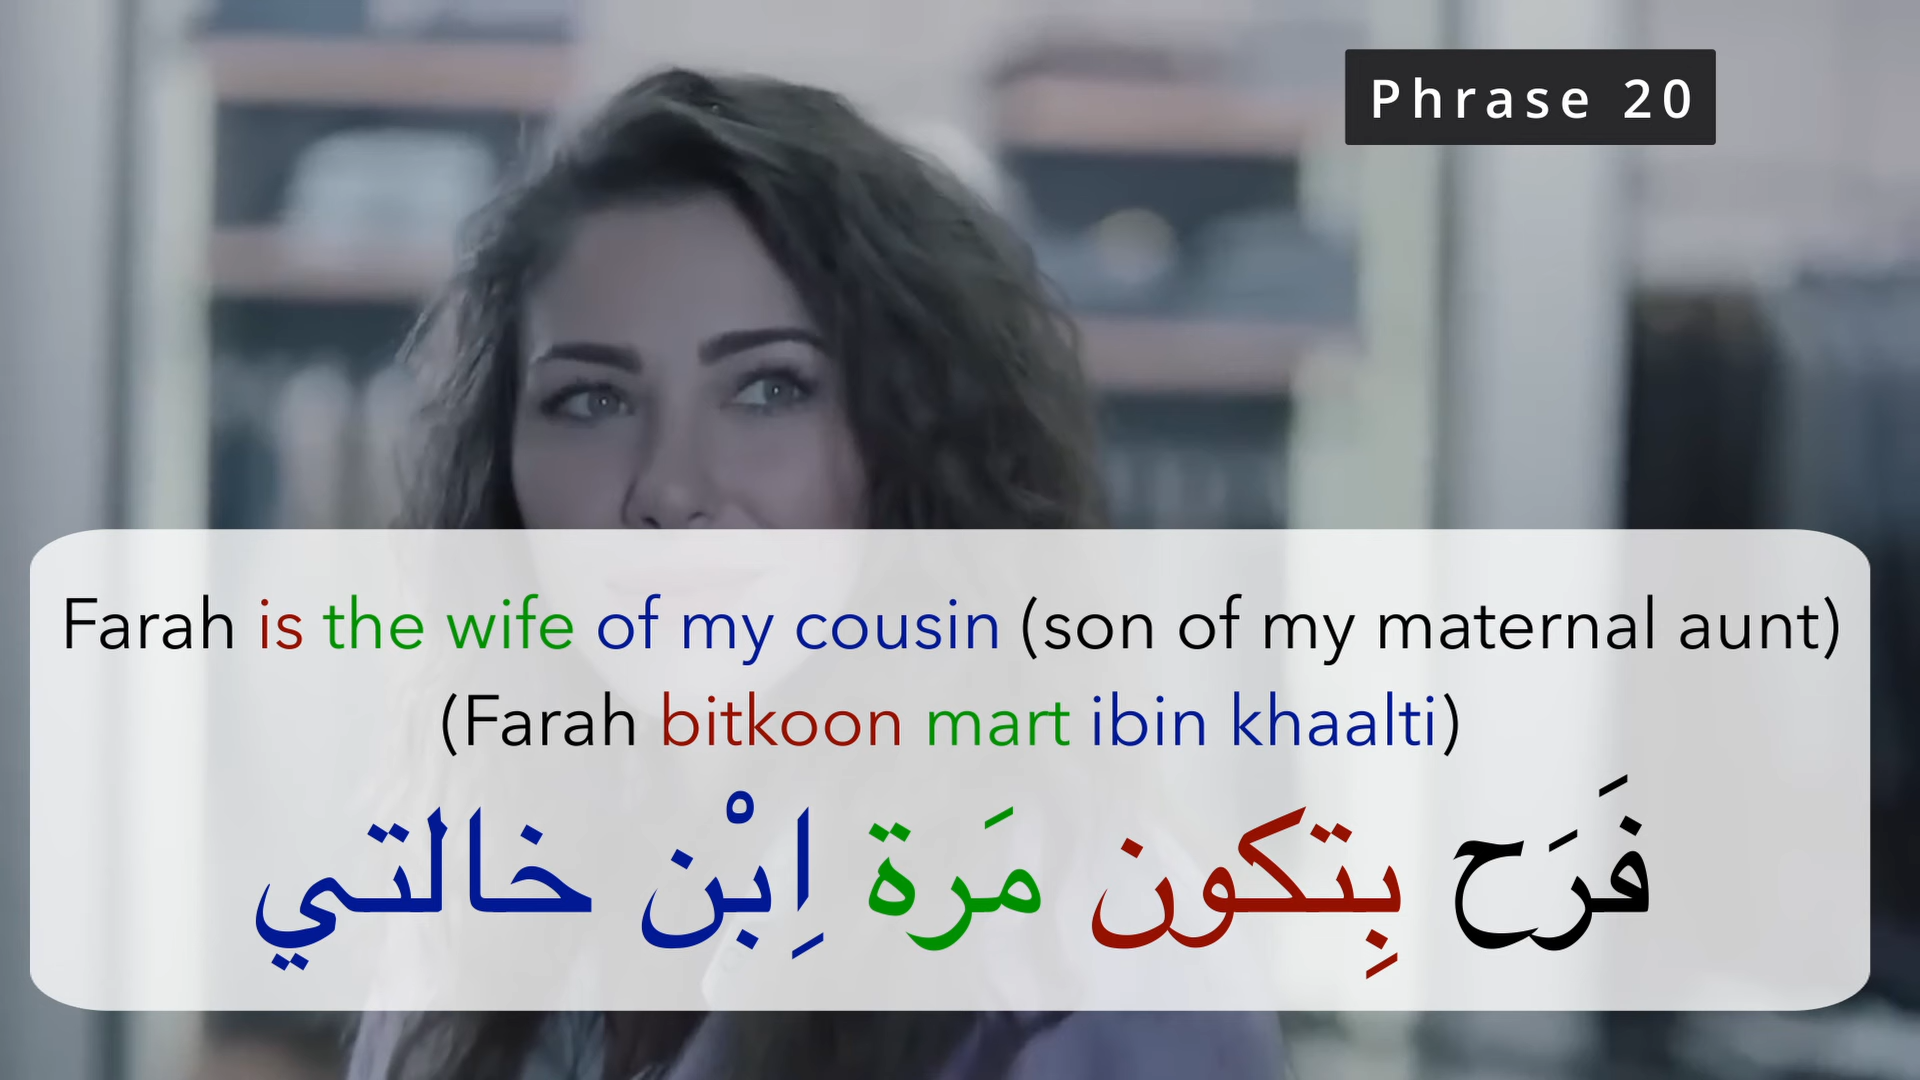 Phrase 20
Farah is the wife of my cousin (son of my maternal aunt)
(Farah bitkoon mart ibin khaalti)
فَرَح بِتكون مَرة اِبْن خالتي